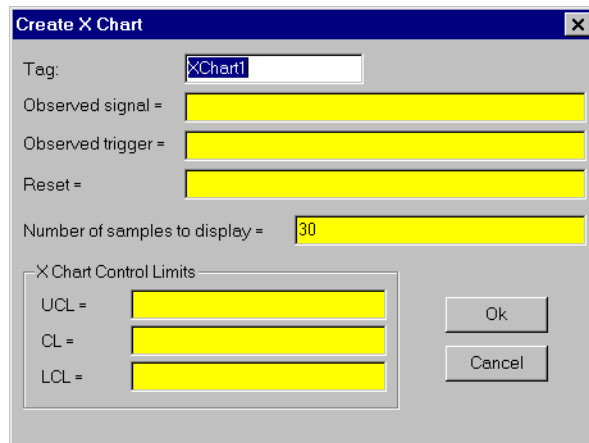 Create X Chart
Tag: XChart1
Observed signal =
Observed trigger =
Reset =
Number of samples to display = 30
X Chart Control Limits
UCL =
CL =
LCL =
Ok
Cancel